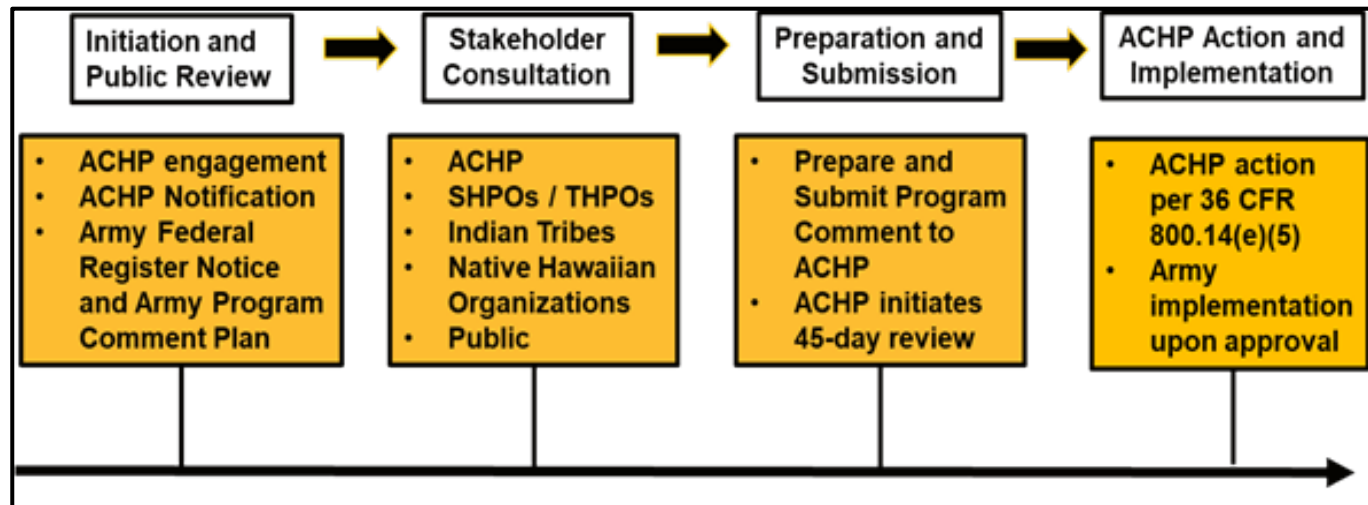 Initiation and
Public Review
Stakeholder
Consultation
Preparation and
Submission
ACHP Action and
Implementation
• ACHP engagement
• ACHP Notification
• Army Federal
Register Notice
and Army Program
Comment Plan
• ACHP
• SHPOs / THPOs
• Indian Tribes
• Native Hawaiian
Organizations
• Public
• Prepare and
Submit Program
Comment to
ACHP
• ACHP initiates
45-day review
• ACHP action
per 36 CFR
800.14(e)(5)
• Army
implementation
upon approval